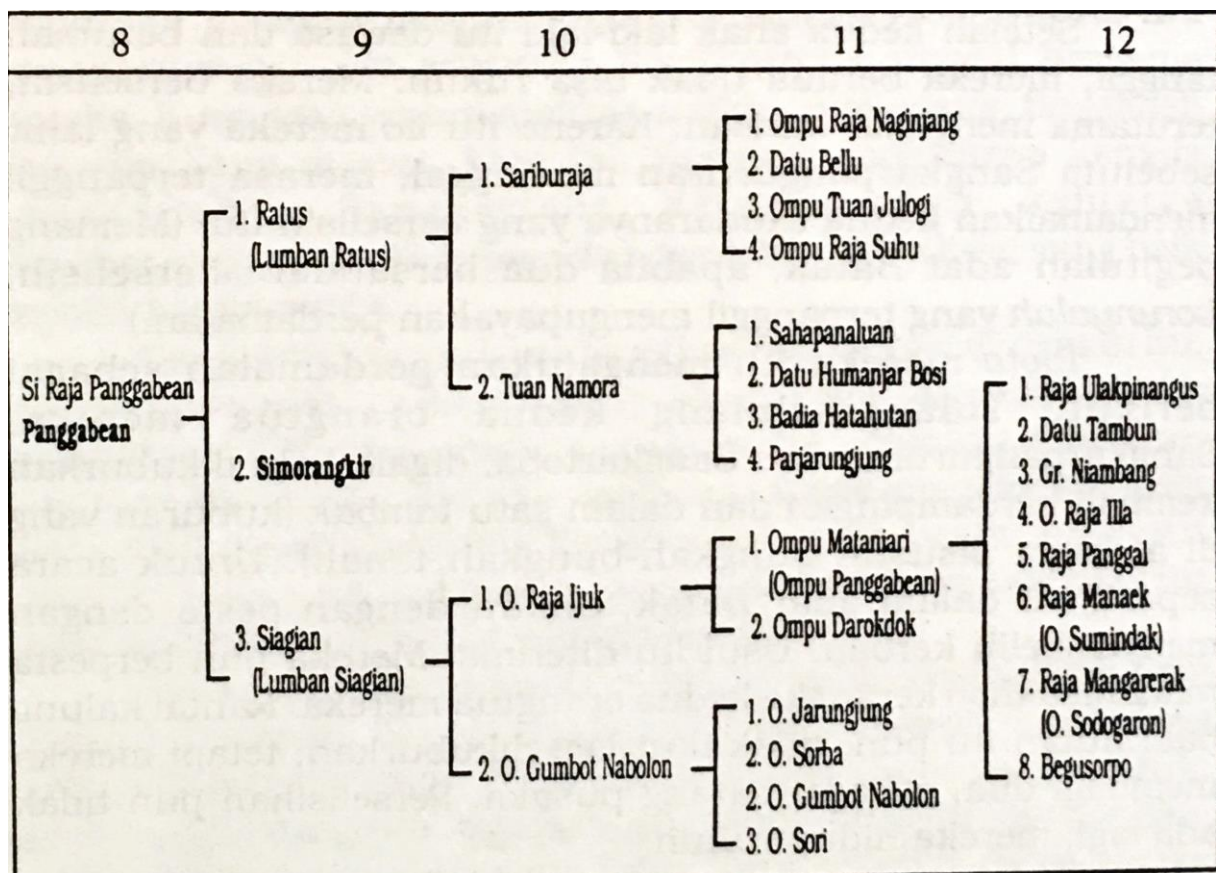 8 9 10 11 12
Si Raja Panggabean
Panggabean
1. Ratus
(Lumban Ratus)
2. Simorangkir
3. Siagian
(Lumban Siagian)
1. Sariburaja
2. Tuan Namora
1. O. Raja Ijuk
2. O. Gumbot Nabolon
1. Ompu Raja Naginjang
2. Datu Bellu
3. Ompu Tuan Julogi
4. Ompu Raja Suhu
1. Sahapanaluan
2. Datu Humanjar Bosi
3. Badia Hatahutan
4. Parjarungjung
1. Ompu Mataniari
(Ompu Panggabean)
2. Ompu Darokdok
1. O. Jarungjung
2. O. Sorba
2. O. Gumbot Nabolon
3. O. Sori
1. Raja Ulakpinangus
2. Datu Tambun
3. Gr. Niambang
4. O. Raja Illa
5. Raja Panggal
6. Raja Manaek
(O. Sumindak)
7. Raja Mangarerak
(O. Sodogaron)
8. Begusorpo